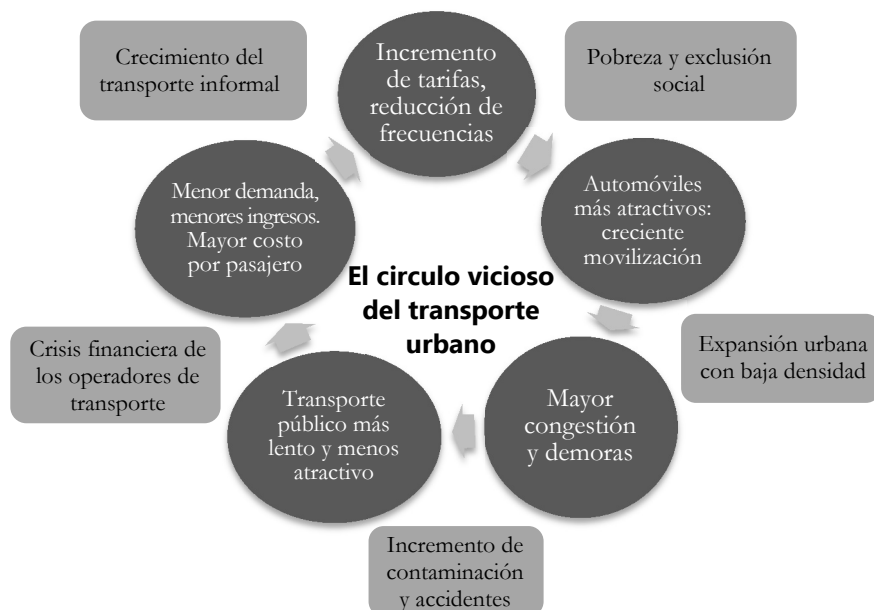 Crecimiento del
transporte informal
Incremento
de tarifas,
reducción de
frecuencias
Pobreza y exclusión
social
Menor demanda,
menores ingresos.
Mayor costo
por pasajero
Automóviles
más atractivos:
creciente
movilización
El circulo vicioso
del transporte
urbano
Crisis financiera de
los operadores de
transporte
Expansión urbana
con baja densidad
Transporte
público más
lento y menos
atractivo
Mayor
congestión
y demoras
Incremento de
contaminación
y accidentes